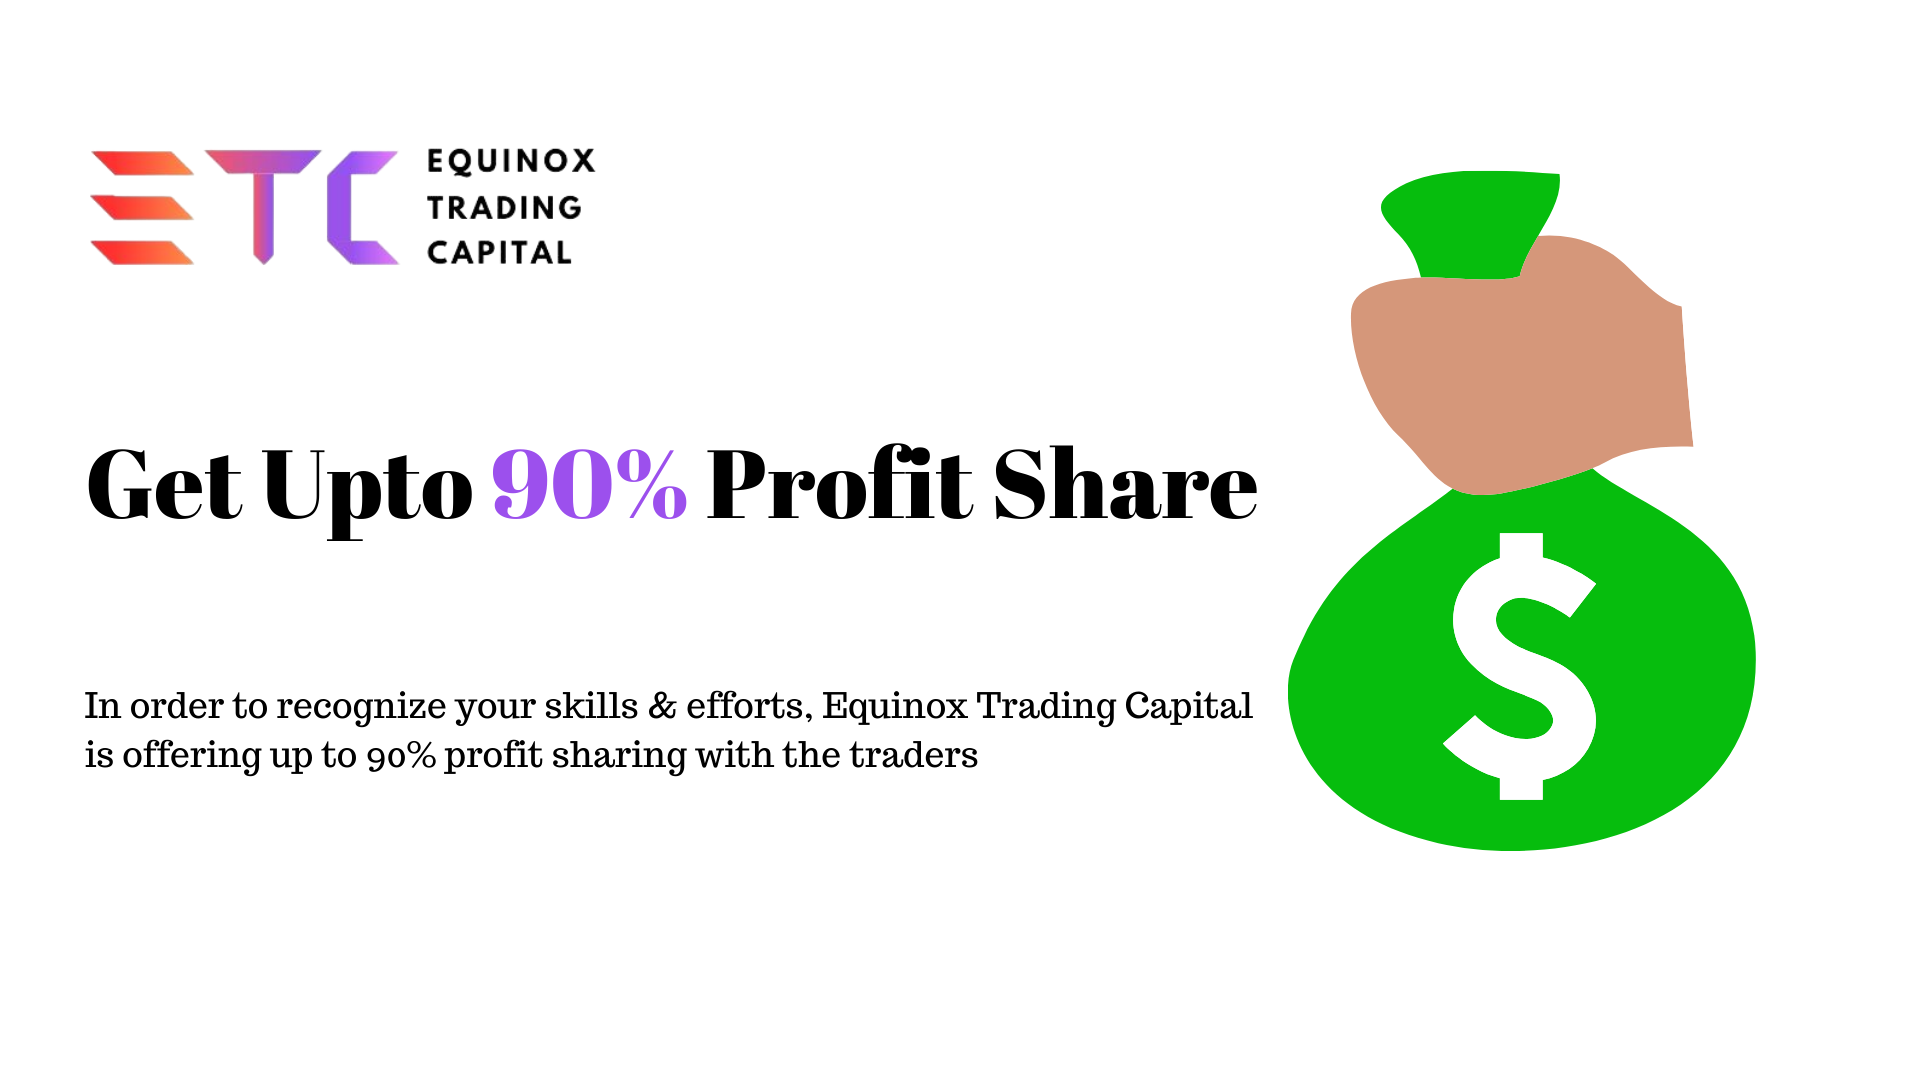 ETC
EQUINOX
TRADING
CAPITAL
Get Upto 90% Profit Share
In order to recognize your skills & efforts, Equinox Trading Capital
is offering up to 90% profit sharing with the traders
$